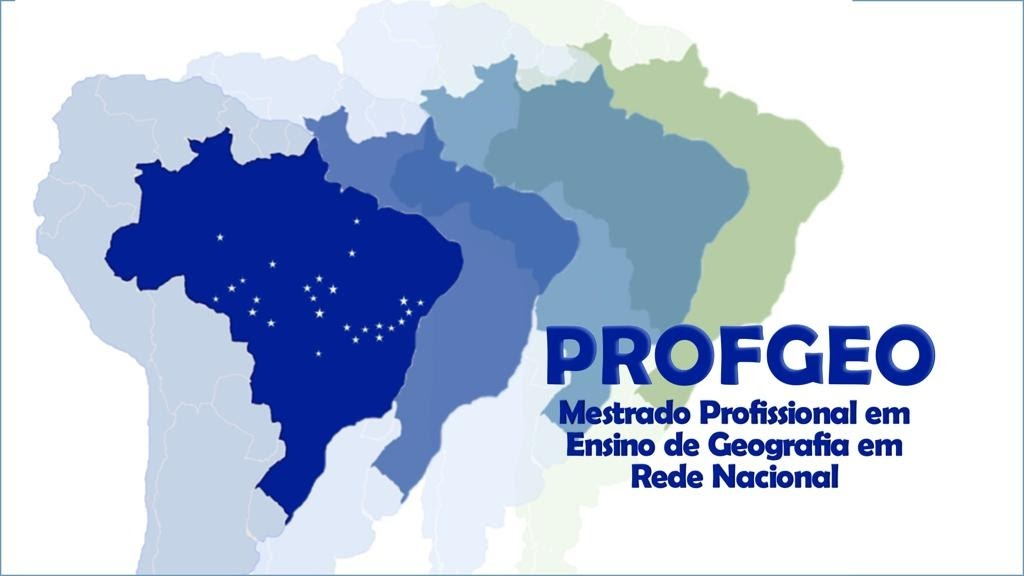 PROFGEO
Mestrado Profissional em
Ensino de Geografia em
Rede Nacional